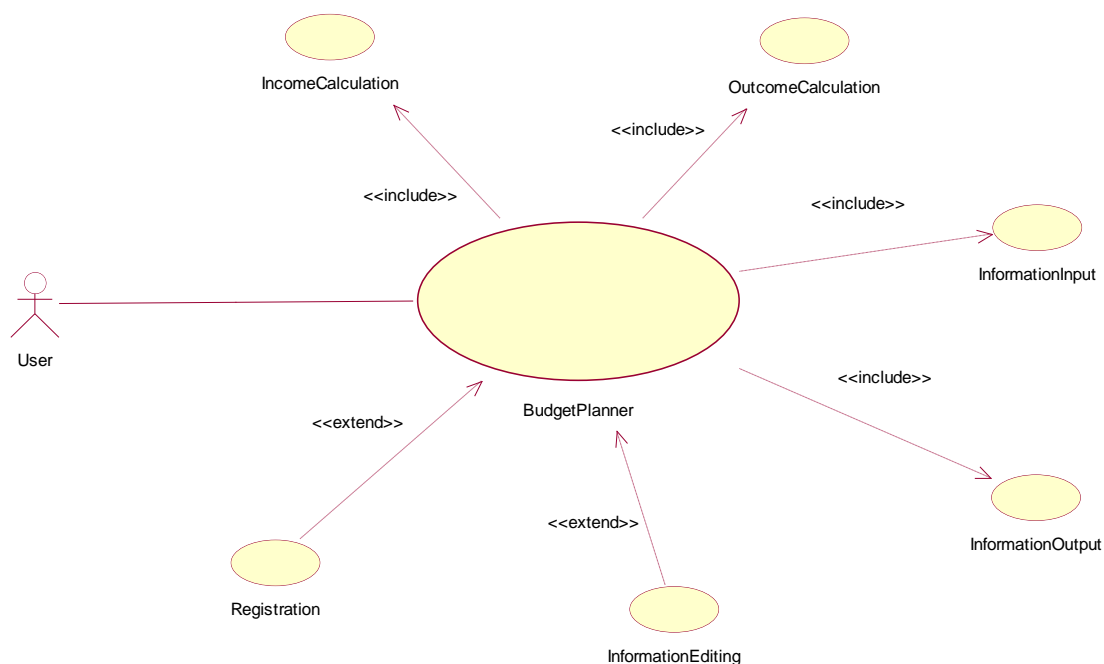 IncomeCalculation
OutcomeCalculation
<<include>>
<<include>>
<<include>>
InformationInput
User
<<include>>
BudgetPlanner
<<extend>>
<<extend>>
InformationOutput
Registration
InformationEditing